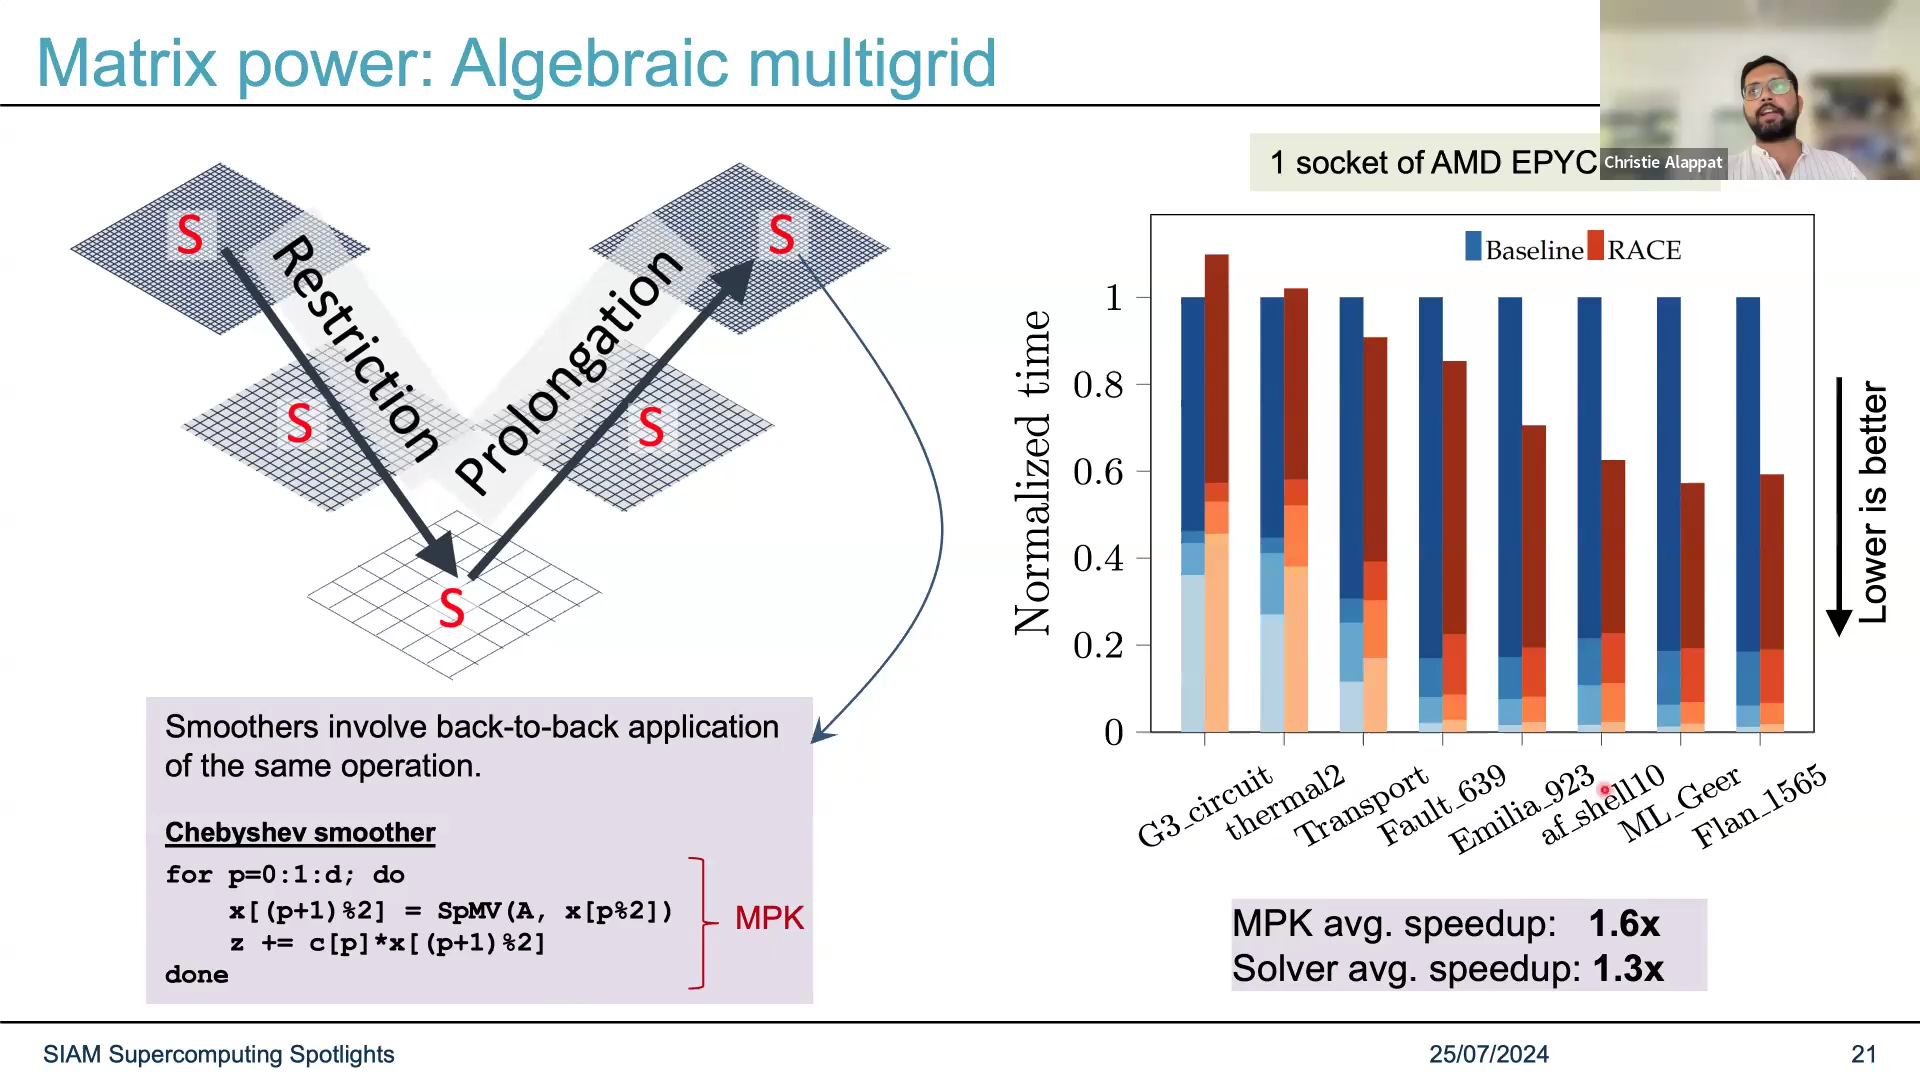 Matrix power: Algebraic multigrid
1 socket of AMD EPYC
Christie Alappat
S
S
Restriction
Prolongation
S
S
S
Smoothers involve back-to-back application
of the same operation.
Chebyshev smoother
for p=0:1:d; do
x[(p+1)%2] = SpMV(A, x[p%2])
z += c[p]*x[(p+1)%2]
done
MPK
Baseline RACE
Normalized time
1
0.8
0.6
0.4
0.2
0
G3_circuit
thermal2
Transport
Fault_639
Emilia_923
af_shell10
ML_Geer
Flan_1565
Lower is better
MPK avg. speedup: 1.6x
Solver avg. speedup: 1.3x
SIAM Supercomputing Spotlights
25/07/2024
21